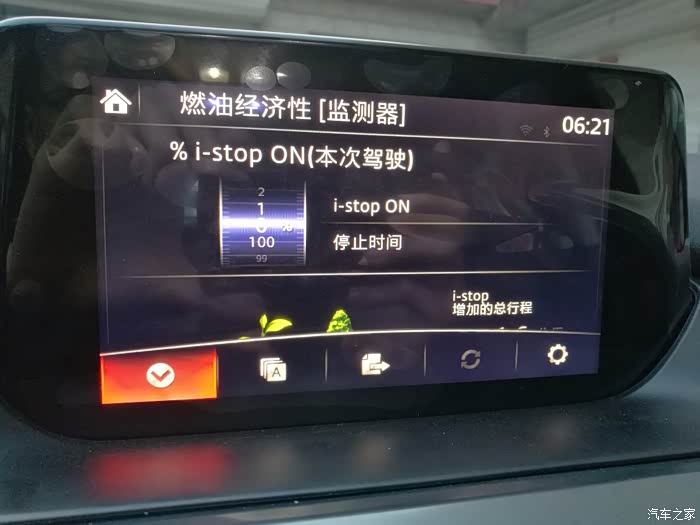 燃油经济性 [监测器]
06:21
% i-stop ON(本次驾驶)
2
1
%
100
99
i-stop ON
停止时间
i-stop
增加的总行程
A
汽车之家